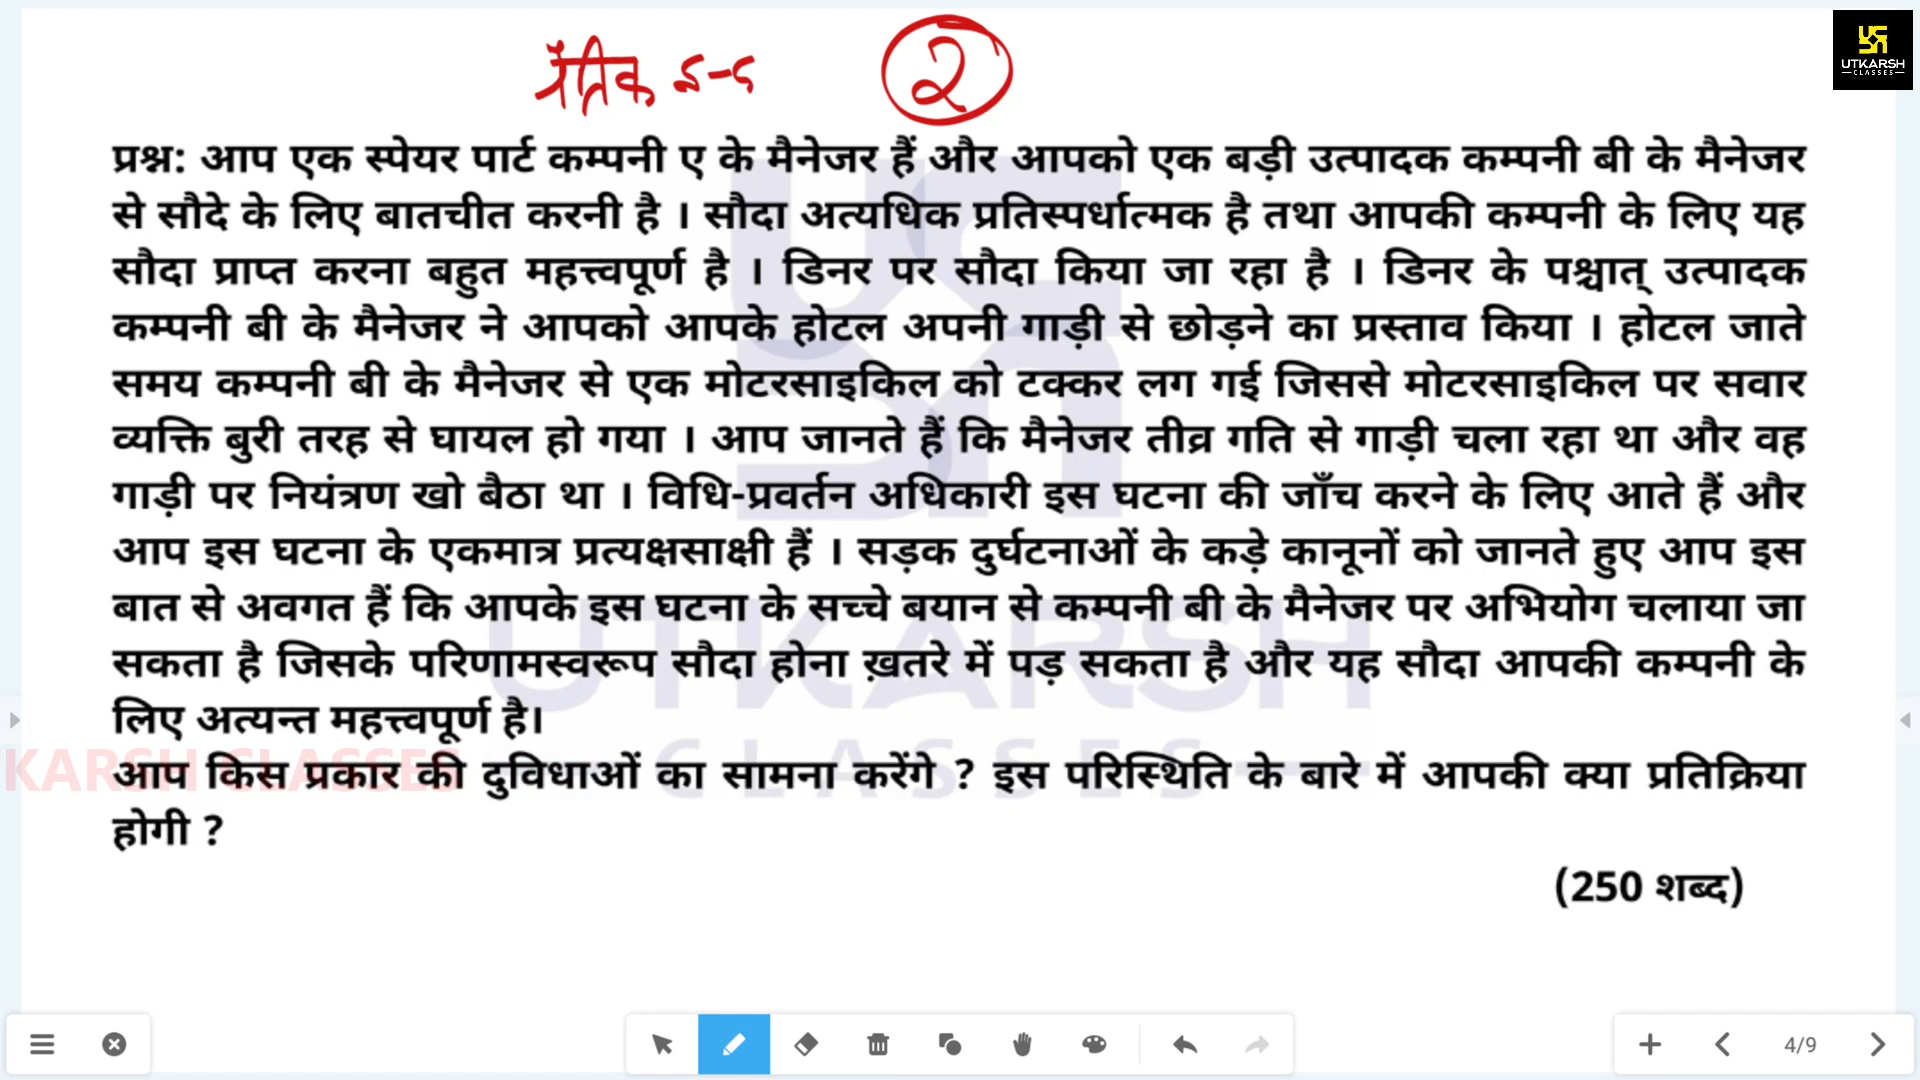 नैतिक द्व-द २
UTKARSH
CLASSES
प्रश्न: आप एक स्पेयर पार्ट कम्पनी ए के मैनेजर हैं और आपको एक बड़ी उत्पादक कम्पनी बी के मैनेजर
से सौदे के लिए बातचीत करनी है । सौदा अत्यधिक प्रतिस्पर्धात्मक है तथा आपकी कम्पनी के लिए यह
सौदा प्राप्त करना बहुत महत्त्वपूर्ण है । डिनर पर सौदा किया जा रहा है । डिनर के पश्चात् उत्पादक
कम्पनी बी के मैनेजर ने आपको आपके होटल अपनी गाड़ी से छोड़ने का प्रस्ताव किया । होटल जाते
समय कम्पनी बी के मैनेजर से एक मोटरसाइकिल को टक्कर लग गई जिससे मोटरसाइकिल पर सवार
व्यक्ति बुरी तरह से घायल हो गया । आप जानते हैं कि मैनेजर तीव्र गति से गाड़ी चला रहा था और वह
गाड़ी पर नियंत्रण खो बैठा था । विधि-प्रवर्तन अधिकारी इस घटना की जाँच करने के लिए आते हैं और
आप इस घटना के एकमात्र प्रत्यक्षसाक्षी हैं । सड़क दुर्घटनाओं के कड़े कानूनों को जानते हुए आप इस
बात से अवगत हैं कि आपके इस घटना के सच्चे बयान से कम्पनी बी के मैनेजर पर अभियोग चलाया जा
सकता है जिसके परिणामस्वरूप सौदा होना ख़तरे में पड़ सकता है और यह सौदा आपकी कम्पनी के
लिए अत्यन्त महत्त्वपूर्ण है।
आप किस प्रकार की दुविधाओं का सामना करेंगे ? इस परिस्थिति के बारे में आपकी क्या प्रतिक्रिया
होगी ?
(250 शब्द)
UTKARSH
CLASSES
KARSH CLASSES
4/9